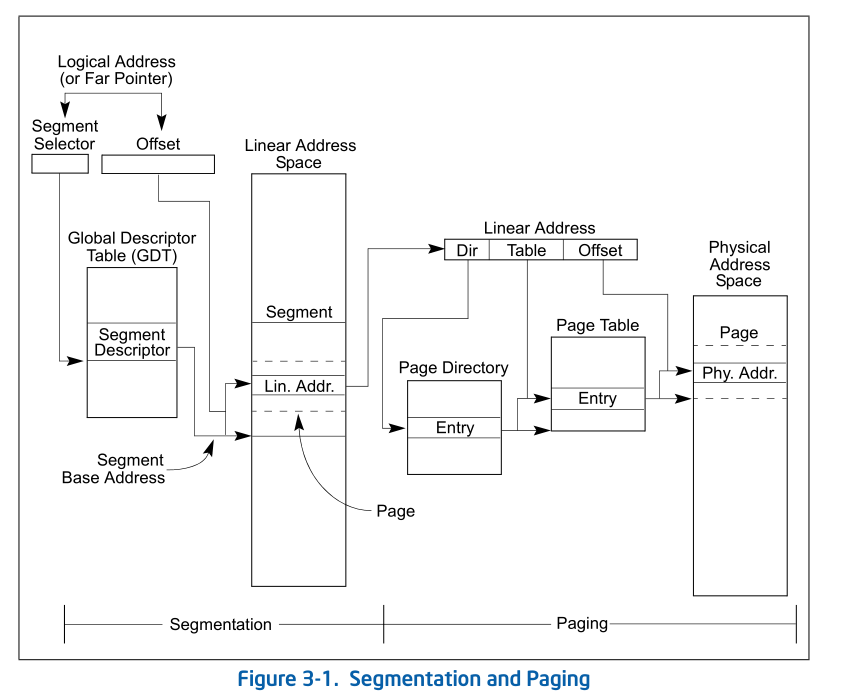 Logical Address
(or Far Pointer)
Segment
Selector
Offset
Linear Address
Space
Global Descriptor
Table (GDT)
Segment
Descriptor
Segment
Lin. Addr.
Segment
Base Address
Page
Linear Address
Dir
Table
Offset
Page Directory
Entry
Page Table
Entry
Physical
Address
Space
Page
Phy. Addr.
Segmentation
Paging
Figure 3-1. Segmentation and Paging